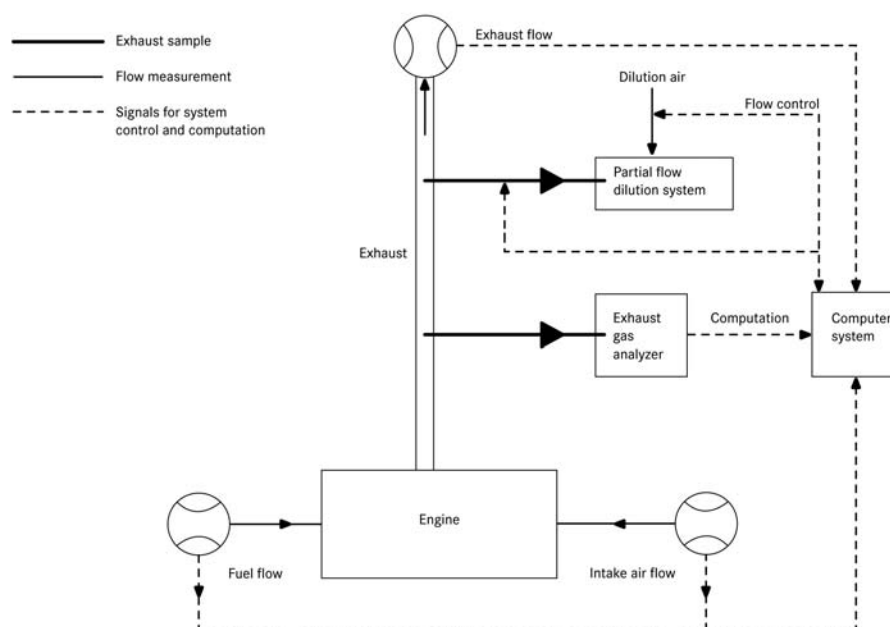 Exhaust sample
Flow measurement
Signals for system
control and computation
Exhaust flow
Dilution air
Flow control
Partial flow
dilution system
Exhaust
Exhaust
gas
analyzer
Computation
Computer
system
Engine
Fuel flow
Intake air flow